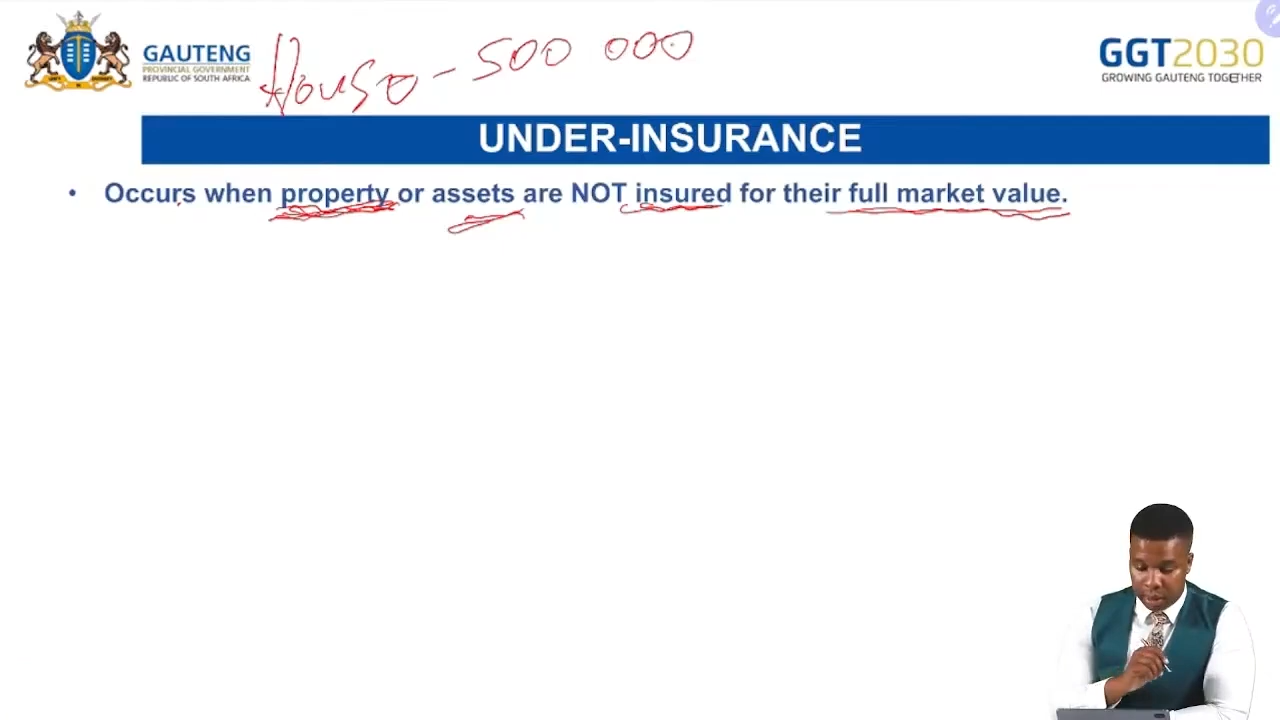 GAUTENG
PROVINCIAL GOVERNMENT
REPUBLIC OF SOUTH AFRICA
House - 500 000
GGT2030
GROWING GAUTENG TOGETHER
UNDER-INSURANCE
• Occurs when property or assets are NOT insured for their full market value.
?